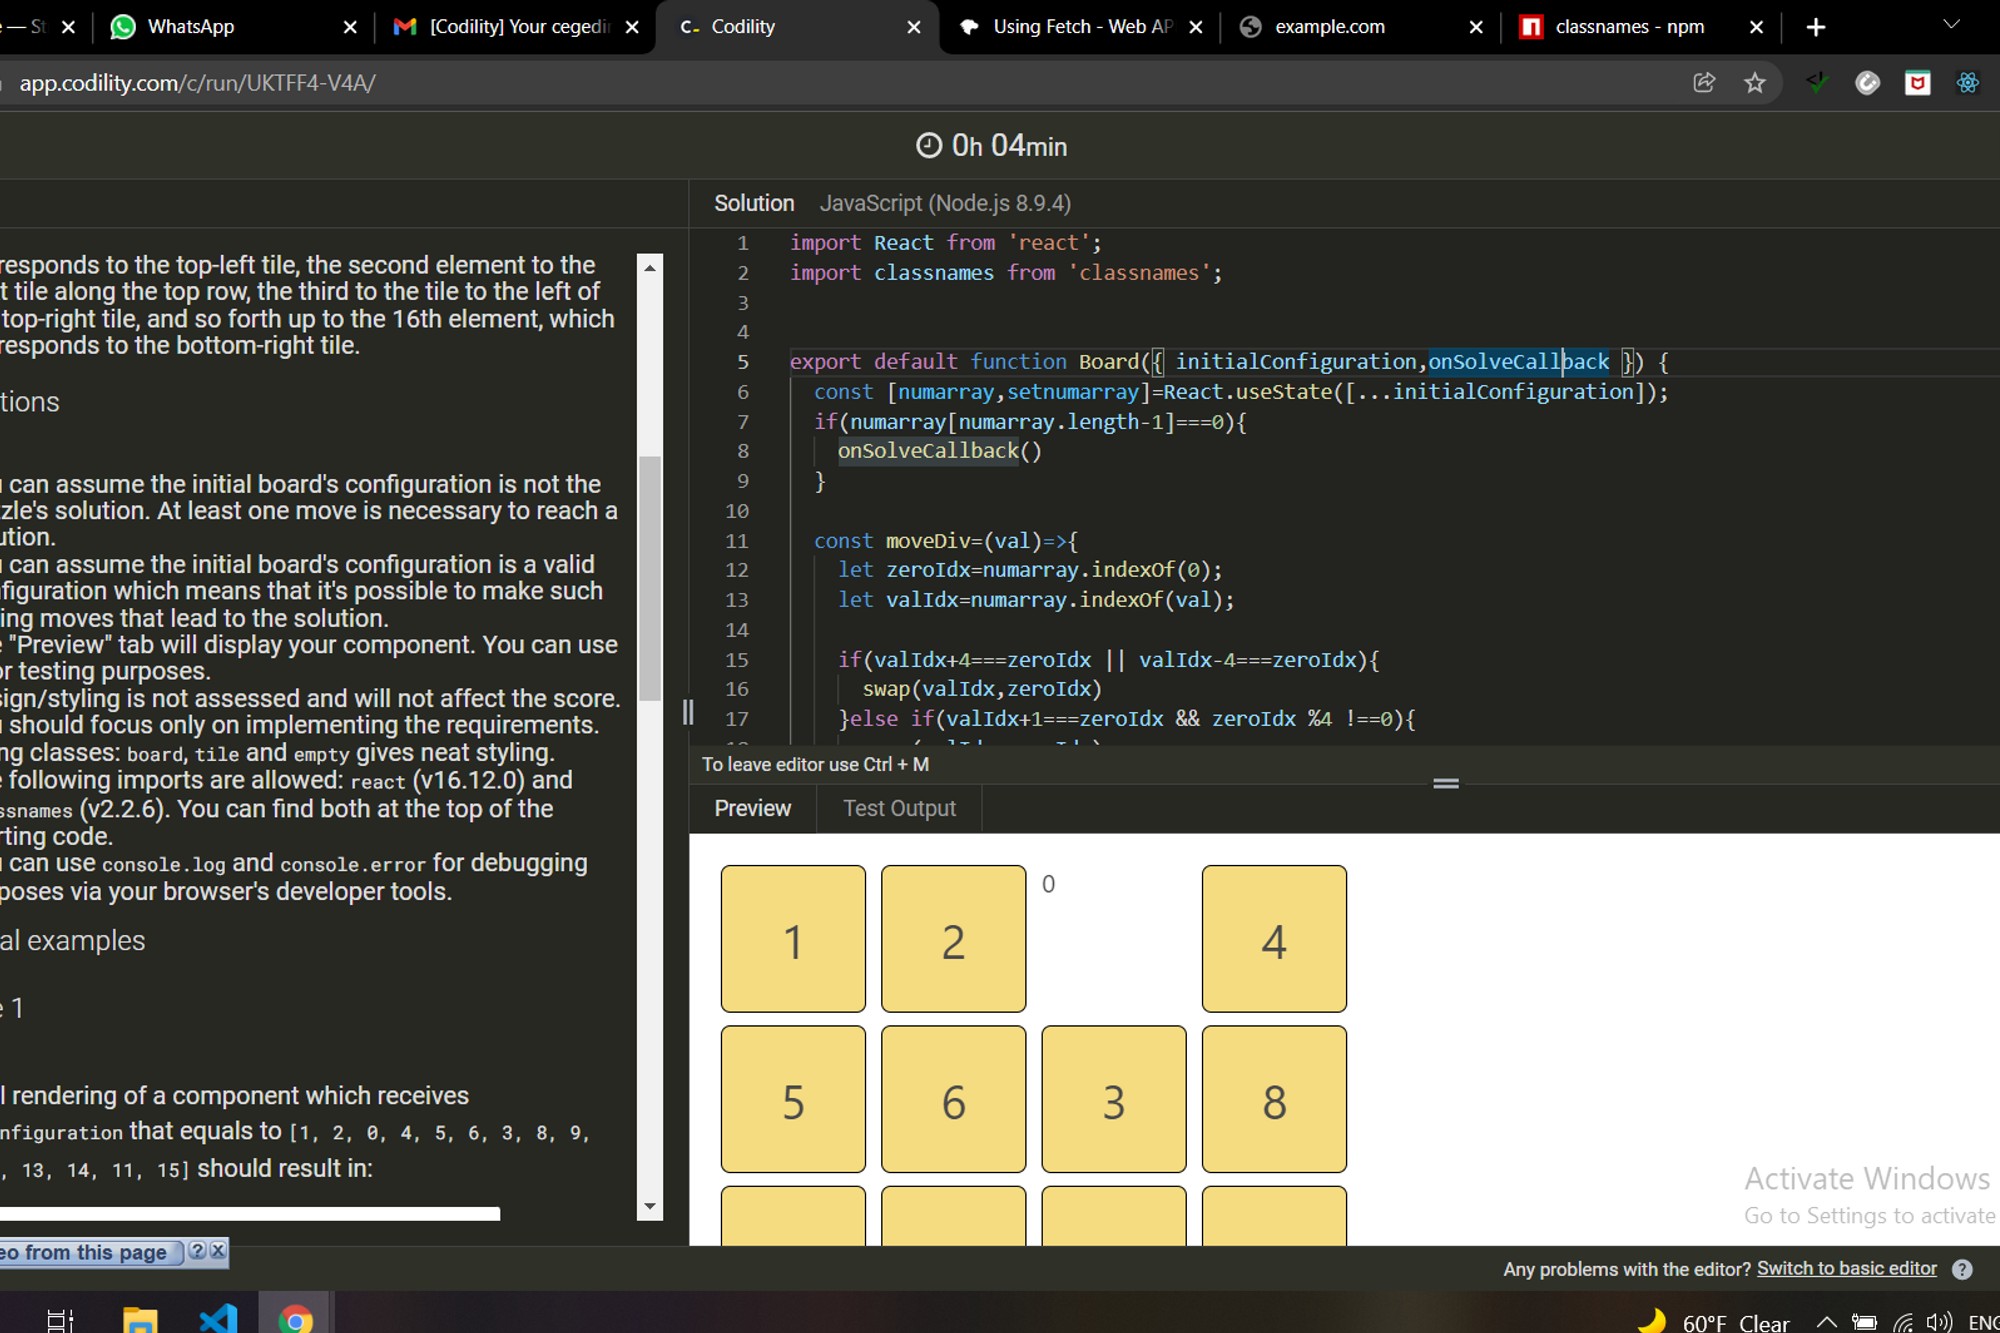 — St
WhatsApp
[Codility] Your cegedi
Codility
Using Fetch - Web AP
example.com
classnames - npm
app.codility.com/c/run/UKTFF4-V4A/
0h 04min
Solution JavaScript (Node.js 8.9.4)
responds to the top-left tile, the second element to the
t tile along the top row, the third to the tile to the left of
top-right tile, and so forth up to the 16th element, which
responds to the bottom-right tile.
tions
can assume the initial board's configuration is not the
zle's solution. At least one move is necessary to reach a
ution.
can assume the initial board's configuration is a valid
figuration which means that it's possible to make such
ing moves that lead to the solution.
"Preview" tab will display your component. You can use
or testing purposes.
sign/styling is not assessed and will not affect the score.
should focus only on implementing the requirements.
ng classes: board, tile and empty gives neat styling.
following imports are allowed: react (v16.12.0) and
ssnames (v2.2.6). You can find both at the top of the
rting code.
can use console.log and console.error for debugging
poses via your browser's developer tools.
al examples
e 1
l rendering of a component which receives
nfiguration that equals to [1, 2, 0, 4, 5, 6, 3, 8, 9,
, 13, 14, 11, 15] should result in:
eo from this page ? X
1 import React from 'react';
2 import classnames from 'classnames';
3
4
5 export default function Board({ initialConfiguration,onSolveCallback }) {
6 const [numarray,setnumarray]=React.useState([...initialConfiguration]);
7 if(numarray[numarray.length-1]===0){
8 onSolveCallback()
9 }
10
11 const moveDiv=(val)=>{
12 let zeroIdx=numarray.indexOf(0);
13 let valIdx=numarray.indexOf(val);
14
15 if(valIdx+4===zeroIdx || valIdx-4===zeroIdx){
16 swap(valIdx,zeroIdx)
17 }else if(valIdx+1===zeroIdx && zeroIdx %4 !==0){
To leave editor use Ctrl + M
Preview Test Output
1 2 0 4
5 6 3 8
Activate Windows
Go to Settings to activate
Any problems with the editor? Switch to basic editor ?
60°F Clear ENG